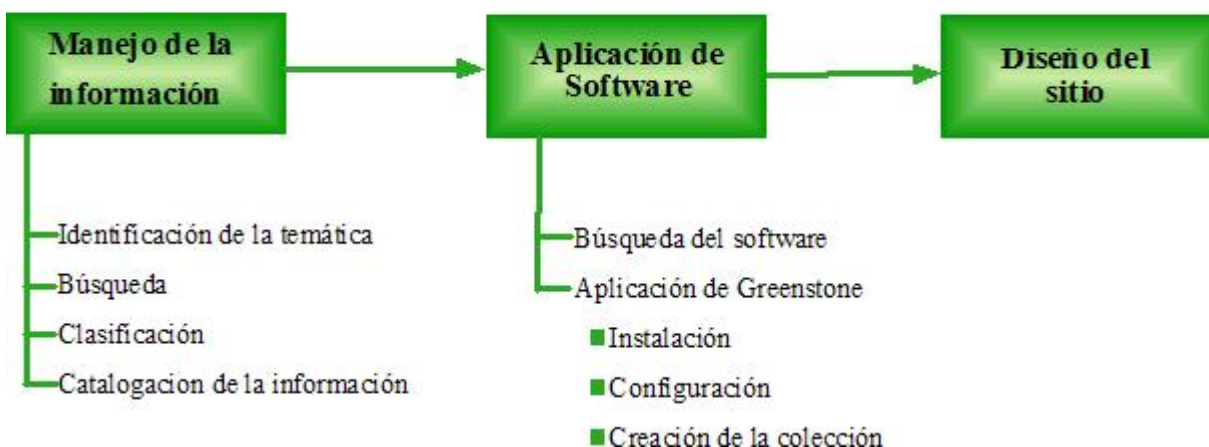 Manejo de la
información
Identificación de la temática
Búsqueda
Clasificación
Catalogacion de la información
Aplicación de
Software
Búsqueda del software
Aplicación de Greenstone
Instalación
Configuración
Creación de la colección
Diseño del
sitio